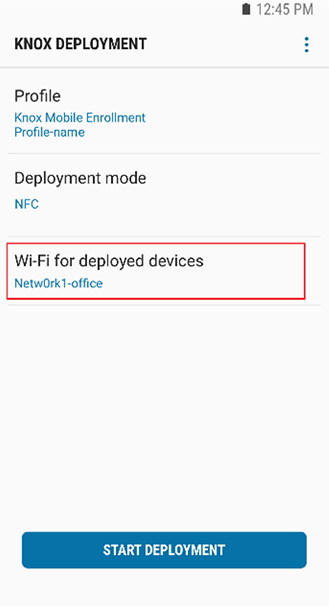 12:45 PM
KNOX DEPLOYMENT
Profile
Knox Mobile Enrollment
Profile-name
Deployment mode
NFC
Wi-Fi for deployed devices
Netw0rk1-office
START DEPLOYMENT